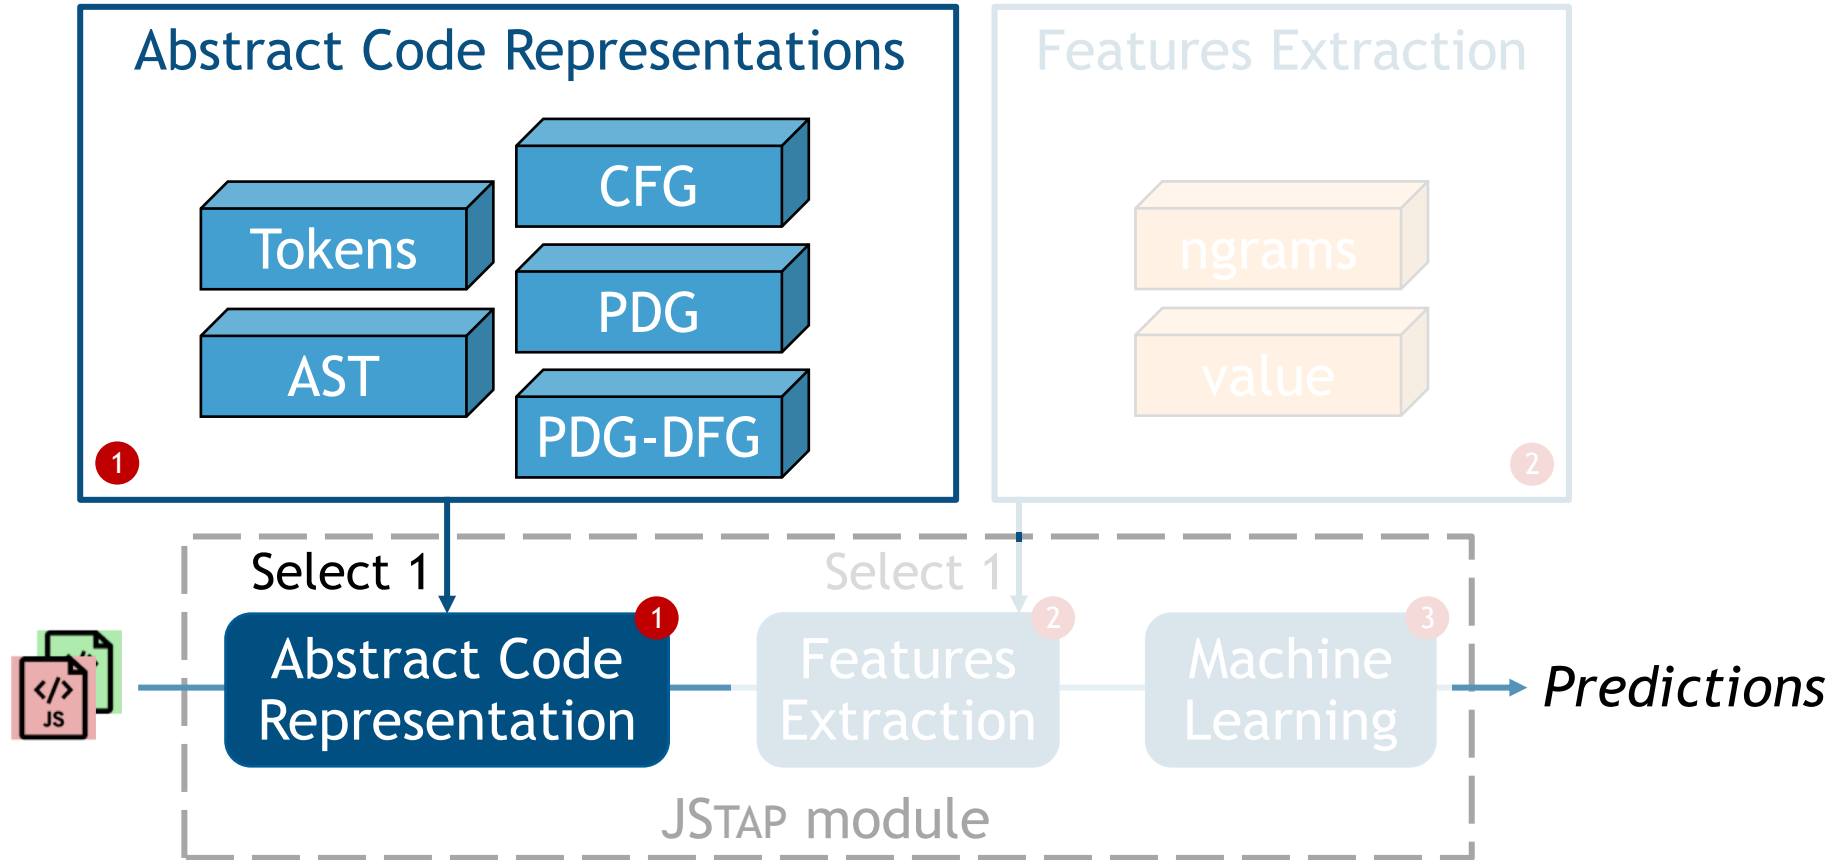 Abstract Code Representations
Tokens
AST
CFG
PDG
PDG-DFG
1
Features Extraction
ngrams
value
2
Select 1
Select 1
</>
JS
Abstract Code
Representation
1
Features
Extraction
2
Machine
Learning
3
Predictions
JSTAP module